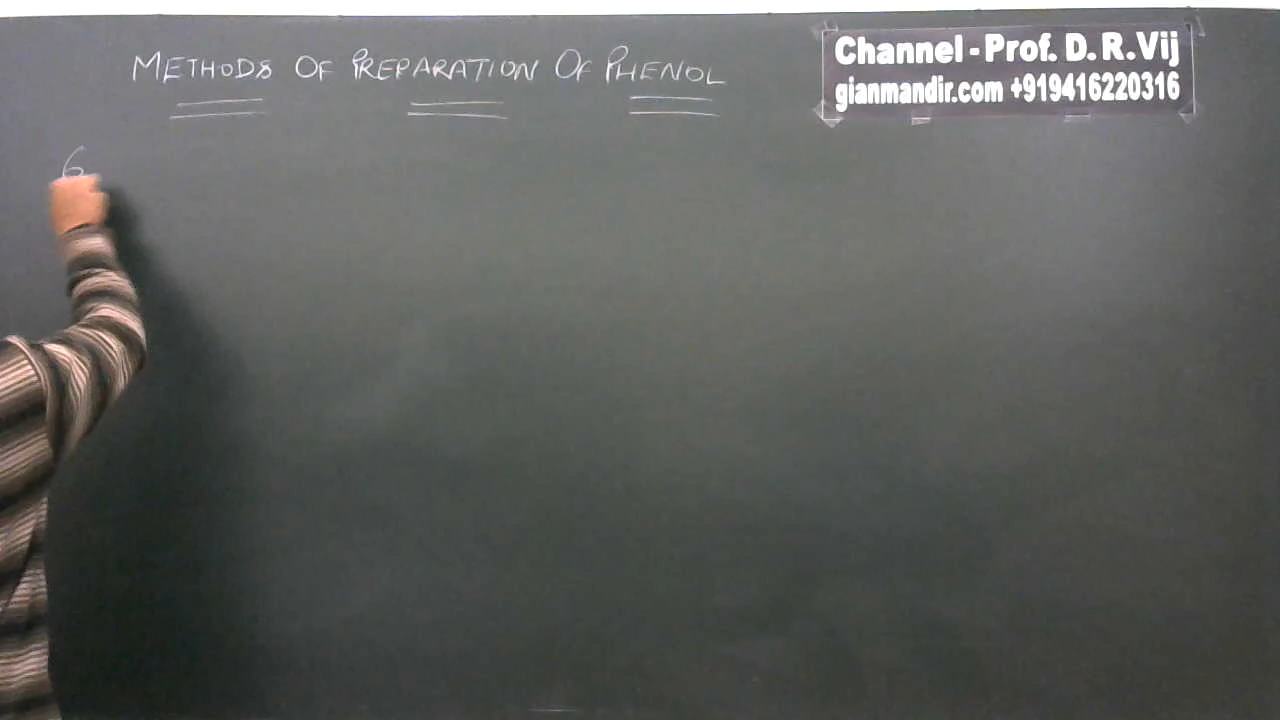 METHODS OF PREPARATION OF PHENOL
Channel - Prof. D. R. Vij
gianmandir.com +919416220316
6